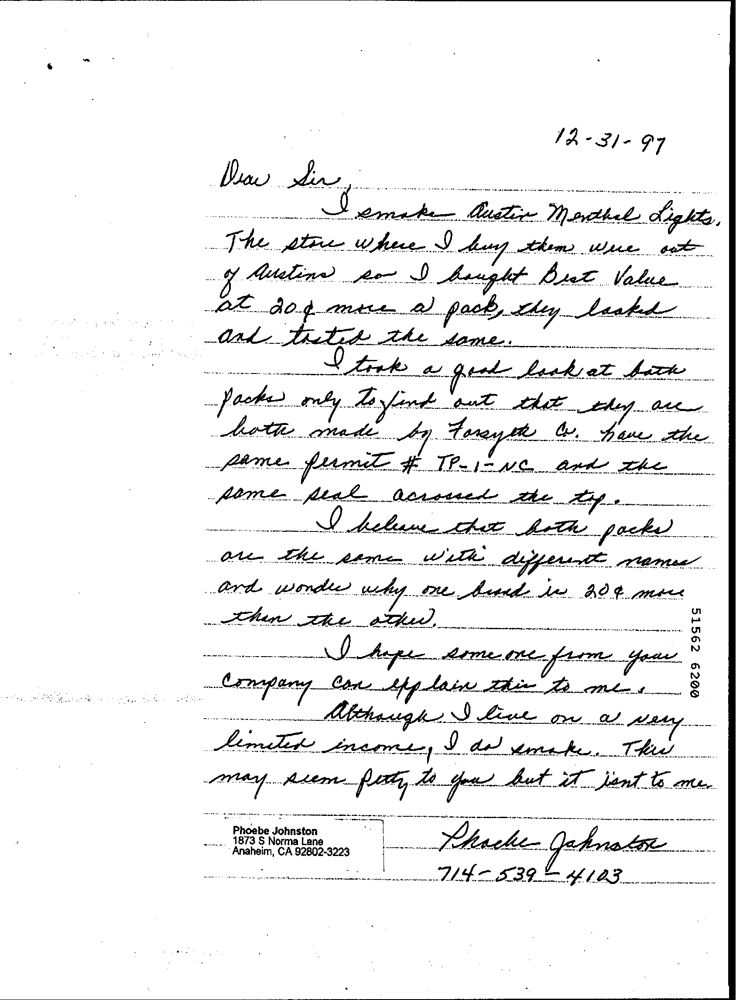 12-31-97
Dear Sir,
I smoke Austin Menthol Lights.
The store where I buy them were out
of Austins so I bought Best Value
at 20¢ more a pack, they looked
and tasted the same.
I took a good look at both
packs only to find out that they are
both made by Forsyth Co. have the
same permit # TP-1-NC and the
same seal acrossed the top.
I beleave that both packs
are the same with different names
and wonder why one brand is 20¢ more
than the other.
I hope someone from your
company can explain this to me.
Although I live on a very
limited income, I do smoke. This
may seem petty to you but it isnt to me.
Phoebe Johnston
1873 S Norma Lane
Anaheim, CA 92802-3223
Phoebe Johnston
714-539-4103
51562 6200